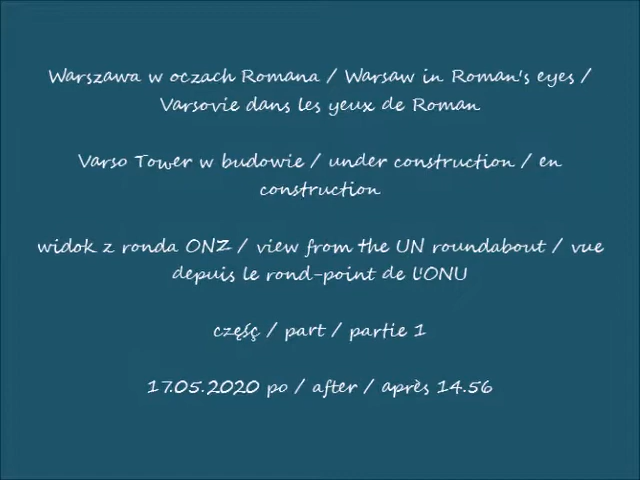 Warszawa w oczach Romana / Warsaw in Roman's eyes /
Varsovie dans les yeux de Roman
Varso Tower w budowie / under construction / en
construction
widok z ronda ONZ / view from the UN roundabout / vue
depuis le rond-point de l'ONU
częśç / part / partie 1
17.05.2020 po / after / après 14.56